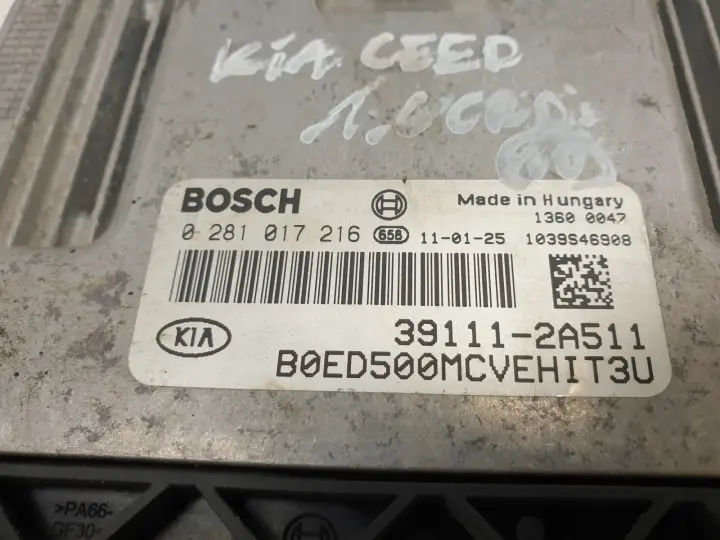 KIA CEED
BOSCH
Made in Hungary
1360 0047
0 281 017 216 658 11-01-25 1039S46908
KIA
39111-2A511
B0ED500MCVEHIT3U
>PA66-
GF30<